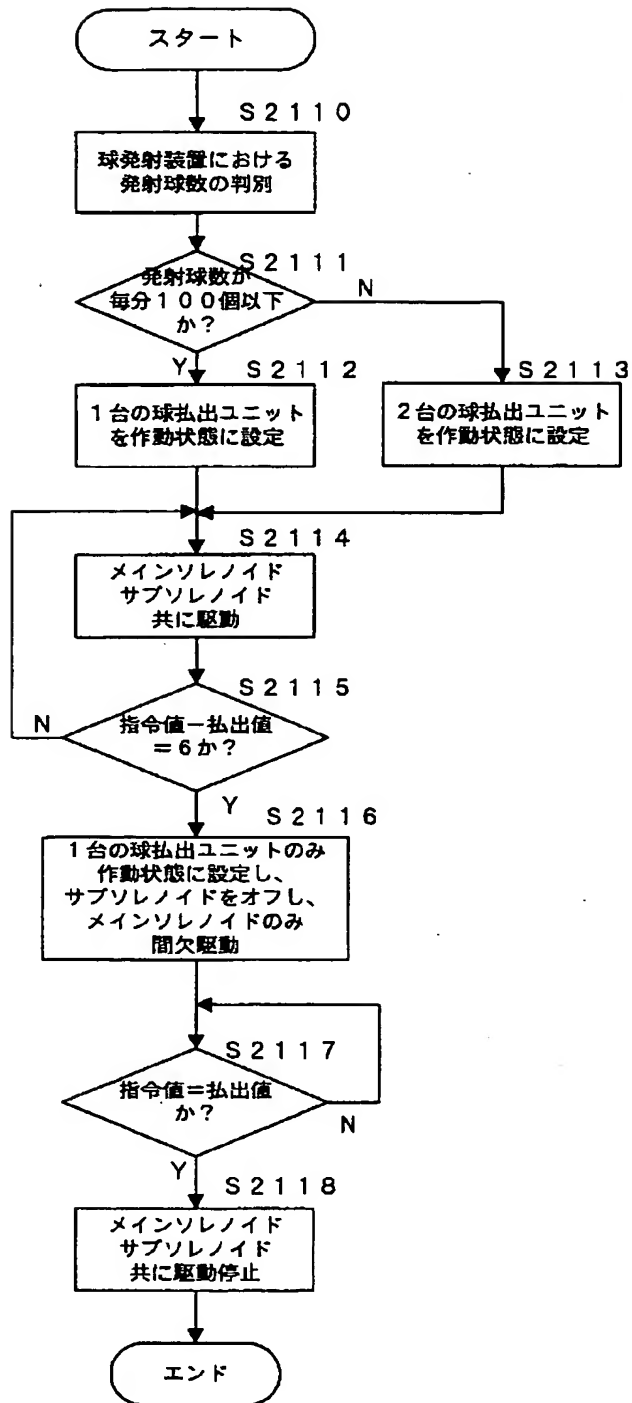 スタート
S2110
球発射装置における
発射球数の判別
S2111
発射球数が
毎分100個以下
か?
N
Y
S2112
S2113
1台の球払出ユニット
を作動状態に設定
2台の球払出ユニット
を作動状態に設定
S2114
メインソレノイド
サブソレノイド
共に駆動
S2115
指令値－払出値
＝6か?
N
Y
S2116
1台の球払出ユニットのみ
作動状態に設定し、
サブソレノイドをオフし、
メインソレノイドのみ
間欠駆動
S2117
指令値＝払出値
か?
N
Y
S2118
メインソレノイド
サブソレノイド
共に駆動停止
エンド